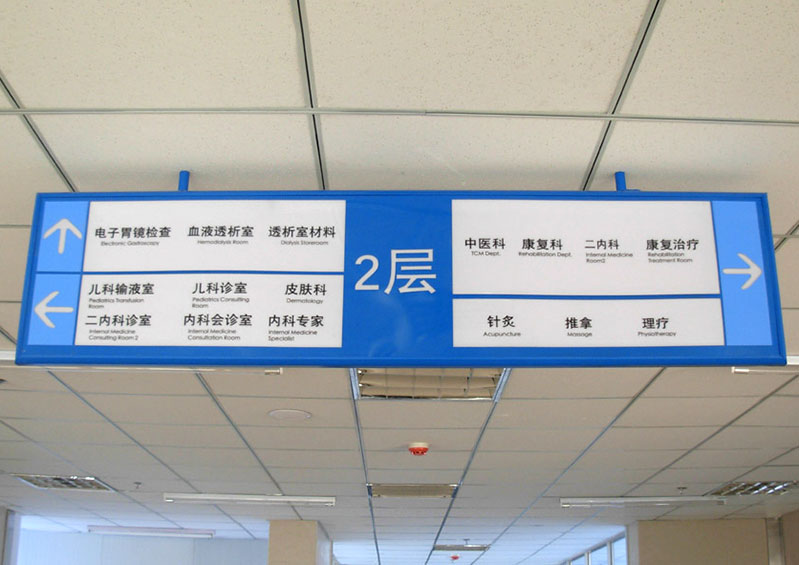 电子胃镜检查 血液透析室 透析室材料
Electronic Gastroscopy Hemodialysis Room Dialysis Storeroom
儿科输液室 儿科诊室 皮肤科
Pediatrics Transfusion Room Pediatrics Consulting Room Dermatology
二内科诊室 内科会诊室 内科专家
Internal Medicine Consulting Room 2 Internal Medicine Consultation Room Internal Medicine Specialist
2层
中医科 康复科 二内科 康复治疗
TCM Dept. Rehabilitation Dept. Internal Medicine Room2 Rehabilitation Treatment Room
针灸 推拿 理疗
Acupuncture Massage Physiotherapy